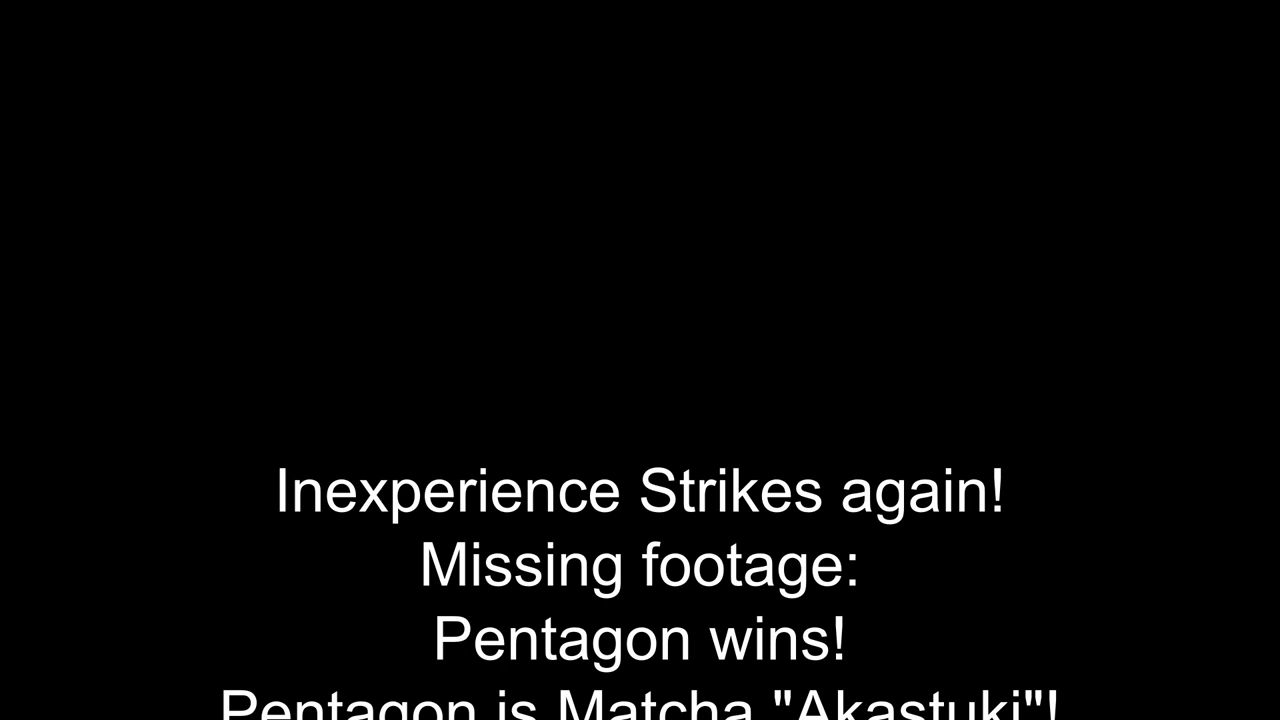 Inexperience Strikes again!
Missing footage:
Pentagon wins!
Pentagon is Matcha "Akastuki"!